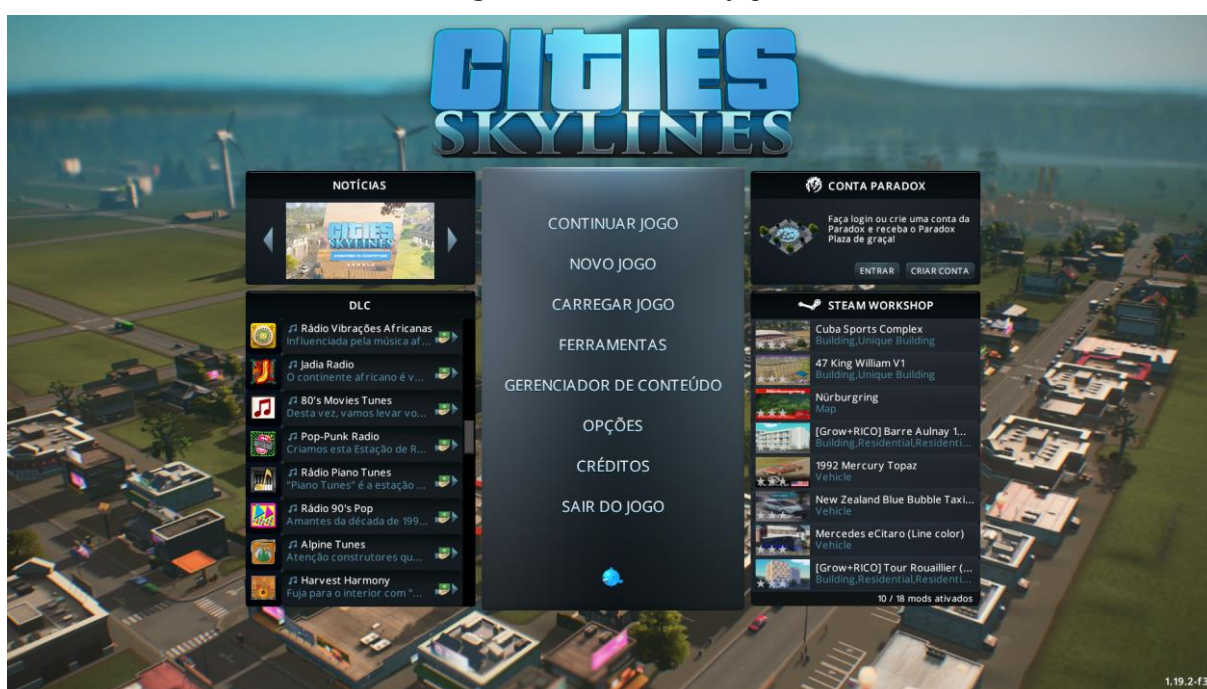 CITIES
SKYLINES
NOTÍCIAS
CITIES
SKYLINES
DLC
Rádio Vibrações Africanas
Influenciada pela música af...
Jadia Radio
O continente africano é v...
80's Movies Tunes
Desta vez, vamos levar vo...
Pop-Punk Radio
Criamos esta Estação de R...
Rádio Piano Tunes
"Piano Tunes" é a estação ...
Rádio 90's Pop
Amantes da década de 199...
Alpine Tunes
Atenção construtores qu...
Harvest Harmony
Fuja para o interior com "...
CONTINUAR JOGO
NOVO JOGO
CARREGAR JOGO
FERRAMENTAS
GERENCIADOR DE CONTEÚDO
OPÇÕES
CRÉDITOS
SAIR DO JOGO
CONTA PARADOX
Faça login ou crie uma conta da
Paradox e receba o Paradox
Plaza de graça!
ENTRAR CRIAR CONTA
STEAM WORKSHOP
Cuba Sports Complex
Building,Unique Building
47 King William V1
Building,Unique Building
Nürburgring
Map
[Grow+RICO] Barre Aulnay 1...
Building,Residential,Residenti...
1992 Mercury Topaz
Vehicle
New Zealand Blue Bubble Taxi...
Vehicle
Mercedes eCitaro (Line color)
Vehicle
[Grow+RICO] Tour Rouaillier (...
Building,Residential,Residenti...
10 / 18 mods ativados
1.19.2-f3